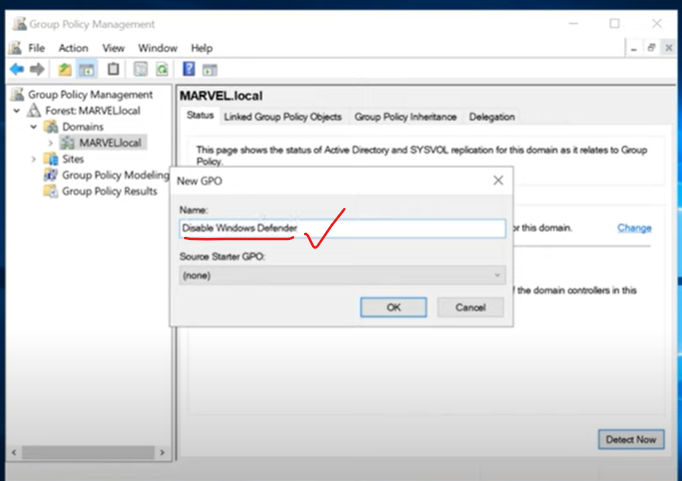 Group Policy Management
File Action View Window Help
Group Policy Management
Forest: MARVEL.local
Domains
MARVEL.local
Sites
Group Policy Modeling
Group Policy Results
MARVEL.local
Status Linked Group Policy Objects Group Policy Inheritance Delegation
This page shows the status of Active Directory and SYSVOL replication for this domain as it relates to Group
Policy.
New GPO
Name:
Disable Windows Defender
Source Starter GPO:
(none)
OK Cancel
for this domain. Change
of the domain controllers in this
Detect Now